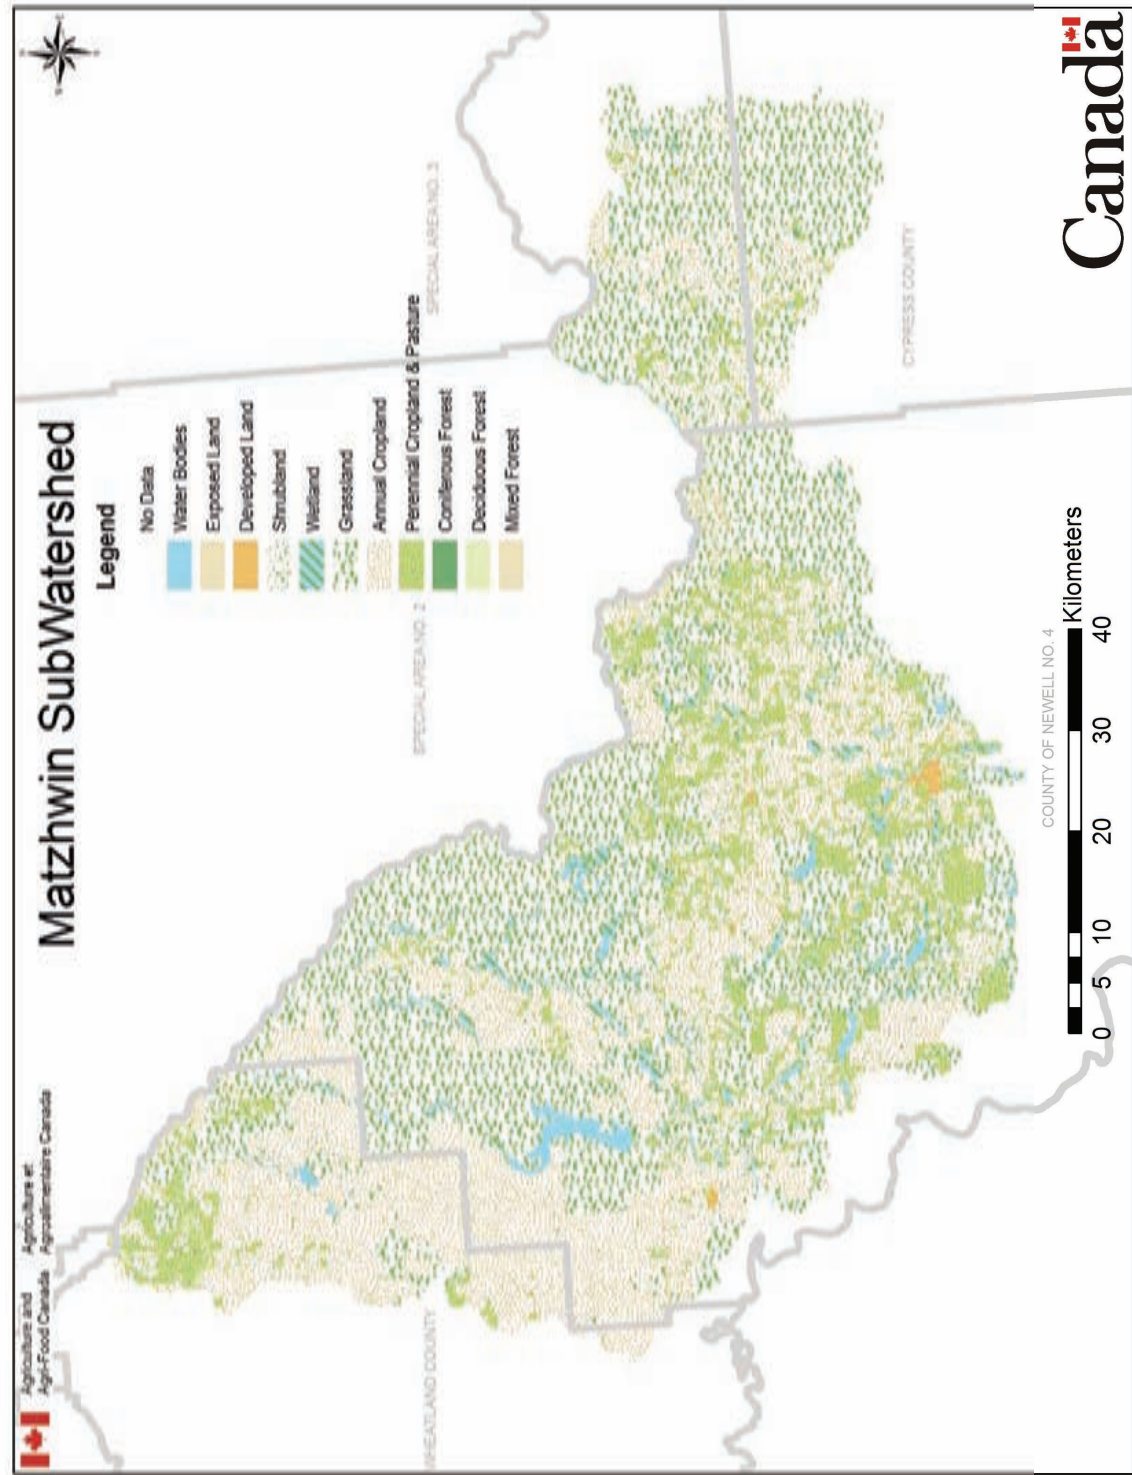 Agriculture and Agriculture et
Agri-Food Canada Agroalimentaire Canada
Matzhwin SubWatershed
Legend
No Data
Water Bodies
Exposed Land
Developed Land
Shrubland
Wetland
Grassland
Annual Cropland
Perennial Cropland & Pasture
Coniferous Forest
Deciduous Forest
Mixed Forest
SPECIAL AREA NO. 3
SPECIAL AREA NO. 2
WHEATLAND COUNTY
CYPRESS COUNTY
COUNTY OF NEWELL NO. 4
0 5 10 20 30 40
Kilometers
Canada